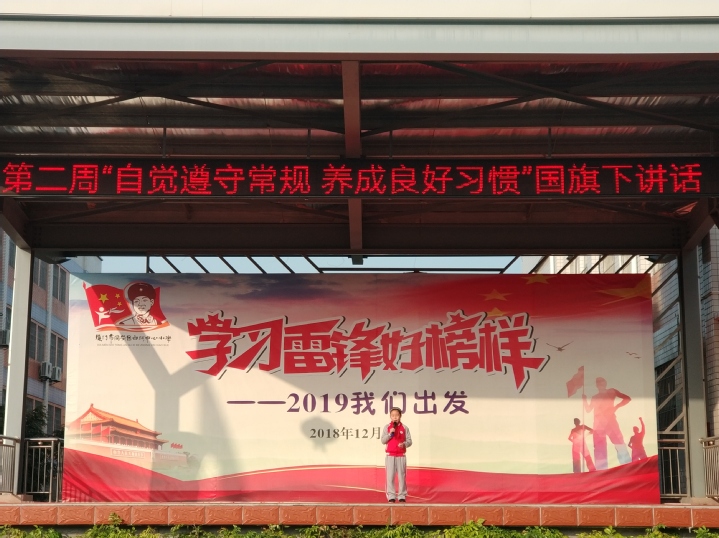 第二周“自觉遵守常规 养成良好习惯”国旗下讲话
学习雷锋好榜样
——2019我们出发
2018年12月